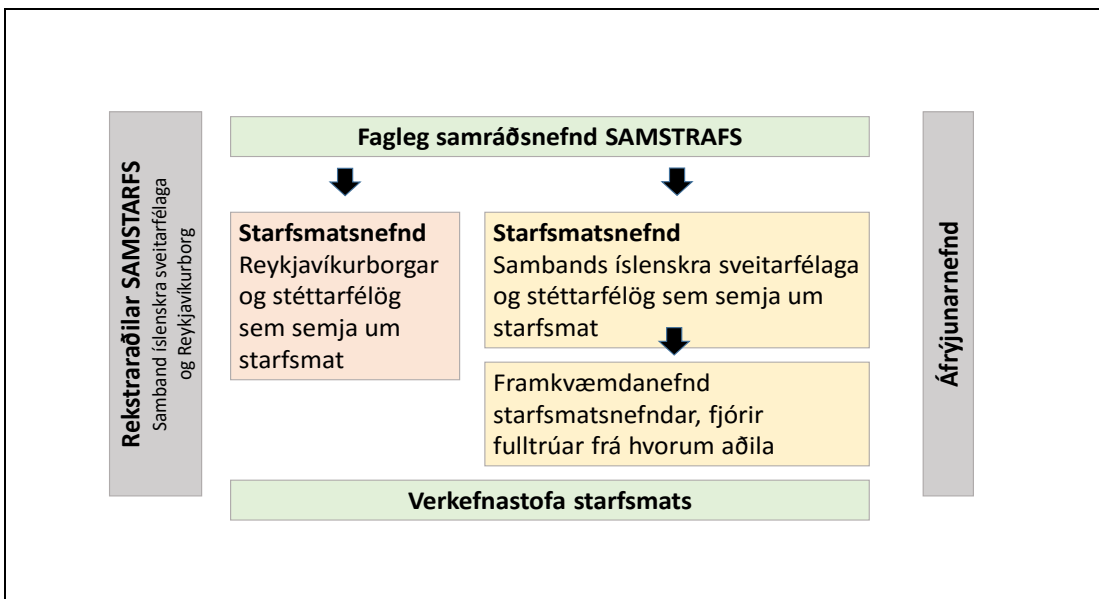 Rekstraraðilar SAMSTARFS
Samband íslenskra sveitarfélaga
og Reykjavíkurborg
Fagleg samráðsnefnd SAMSTRAFS
Starfsmatsnefnd
Reykjavíkurborgar
og stéttarfélög
sem semja um
starfsmat
Starfsmatsnefnd
Sambands íslenskra sveitarfélaga
og stéttarfélög sem semja um
starfsmat
Framkvæmdanefnd
starfsmatsnefndar, fjórir
fulltrúar frá hvorum aðila
Verkefnastofa starfsmats
Áfrýjunarnefnd